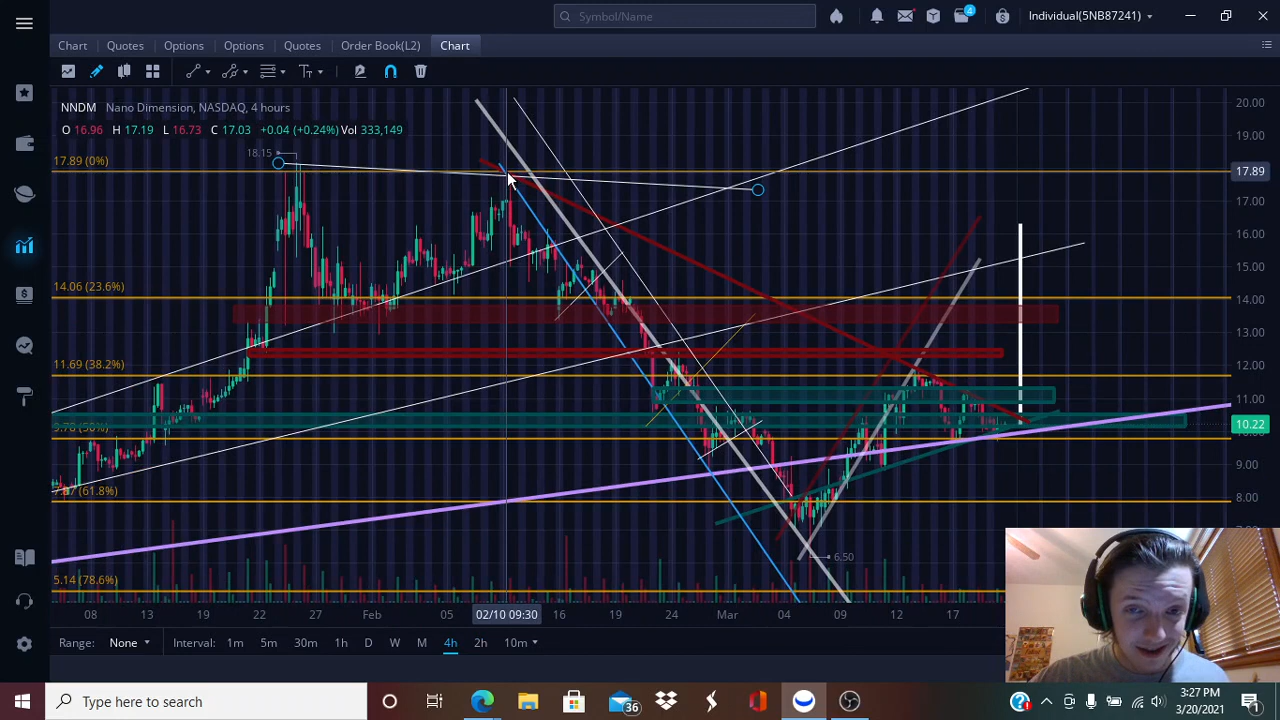 Symbol/Name
4
Individual(5NB87241)
Chart Quotes Options Options Quotes Order Book(L2) Chart
NNDM Nano Dimension, NASDAQ, 4 hours
O 16.96 H 17.19 L 16.73 C 17.03 +0.04 (+0.24%) Vol 333,149
20.00
19.00
18.15
17.89 (0%)
17.89
17.00
16.00
15.00
14.06 (23.6%)
14.00
13.00
12.00
11.69 (38.2%)
11.00
10.22
9.00
(61.8%)
8.00
6.50
5.14 (78.6%)
08 13 19 22 27 Feb 05 02/10 09:30 16 19 24 Mar 04 09 12 17
Range: None Interval: 1m 5m 30m 1h D W M 4h 2h 10m
Type here to search
36
3:27 PM
3/20/2021
1